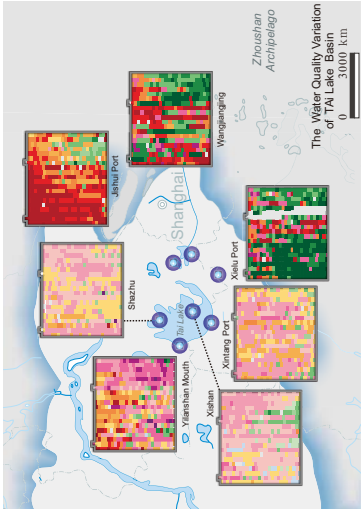 The Water Quality Variation
of TAi Lake Basin
0 3000 km
Zhoushan
Archipelago
Wangjiangjing
Jishui Port
Shanghai
Xielu Port
Shazhu
Tai Lake
Xintang Port
Yilanshan Mouth
Xishan